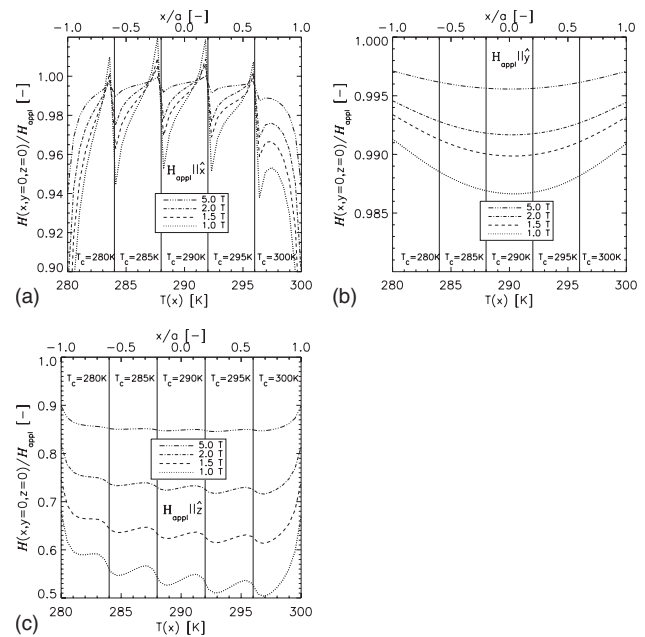 x/a [-]
-1.0 -0.5 0.0 0.5 1.0
H(x,y=0,z=0)/H_appl [-]
1.00
0.98
0.96
0.94
0.92
0.90
H_appl||x̂
5.0 T
2.0 T
1.5 T
1.0 T
T_C=280K T_C=285K T_C=290K T_C=295K T_C=300K
280 285 290 295 300
T(x) [K]
(a)
x/a [-]
-1.0 -0.5 0.0 0.5 1.0
H(x,y=0,z=0)/H_appl [-]
1.000
0.995
0.990
0.985
H_appl||ŷ
5.0 T
2.0 T
1.5 T
1.0 T
T_C=280K T_C=285K T_C=290K T_C=295K T_C=300K
280 285 290 295 300
T(x) [K]
(b)
x/a [-]
-1.0 -0.5 0.0 0.5 1.0
H(x,y=0,z=0)/H_appl [-]
1.0
0.9
0.8
0.7
0.6
0.5
T_C=280K T_C=285K T_C=290K T_C=295K T_C=300K
5.0 T
2.0 T
1.5 T
1.0 T
H_appl||ẑ
280 285 290 295 300
T(x) [K]
(c)